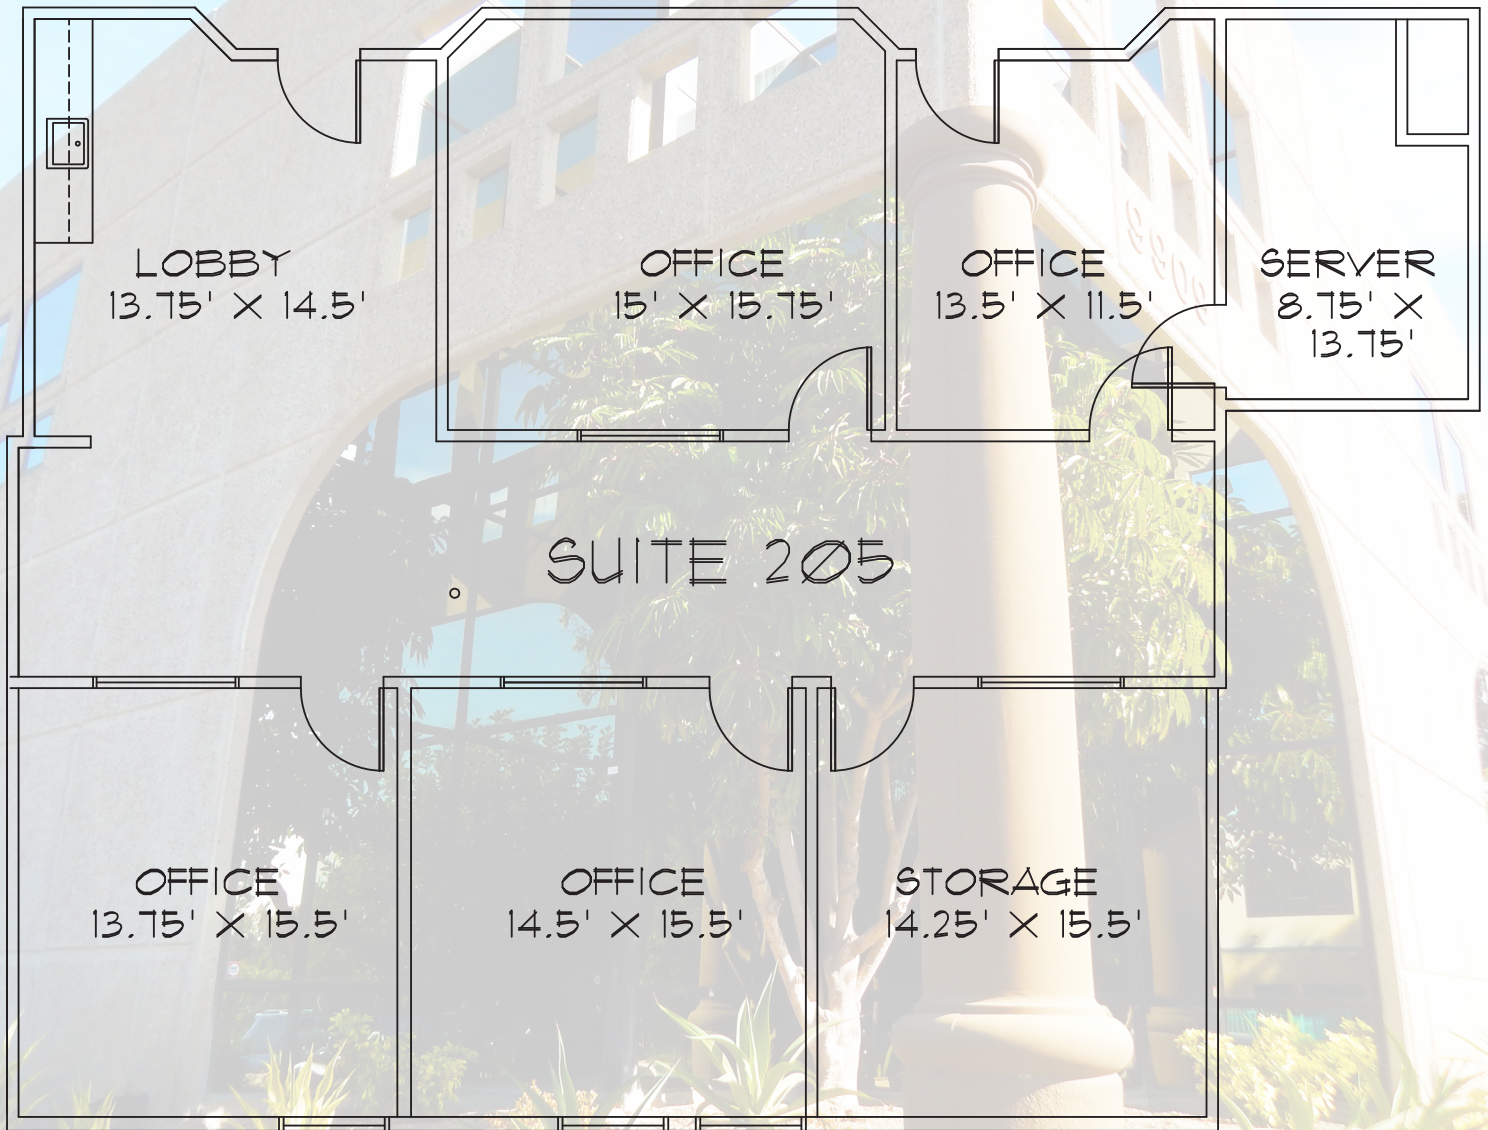 LOBBY
13.75' X 14.5'
OFFICE
15' X 15.75'
OFFICE
13.5' X 11.5'
SERVER
8.75' X
13.75'
SUITE 205
OFFICE
13.75' X 15.5'
OFFICE
14.5' X 15.5'
STORAGE
14.25' X 15.5'